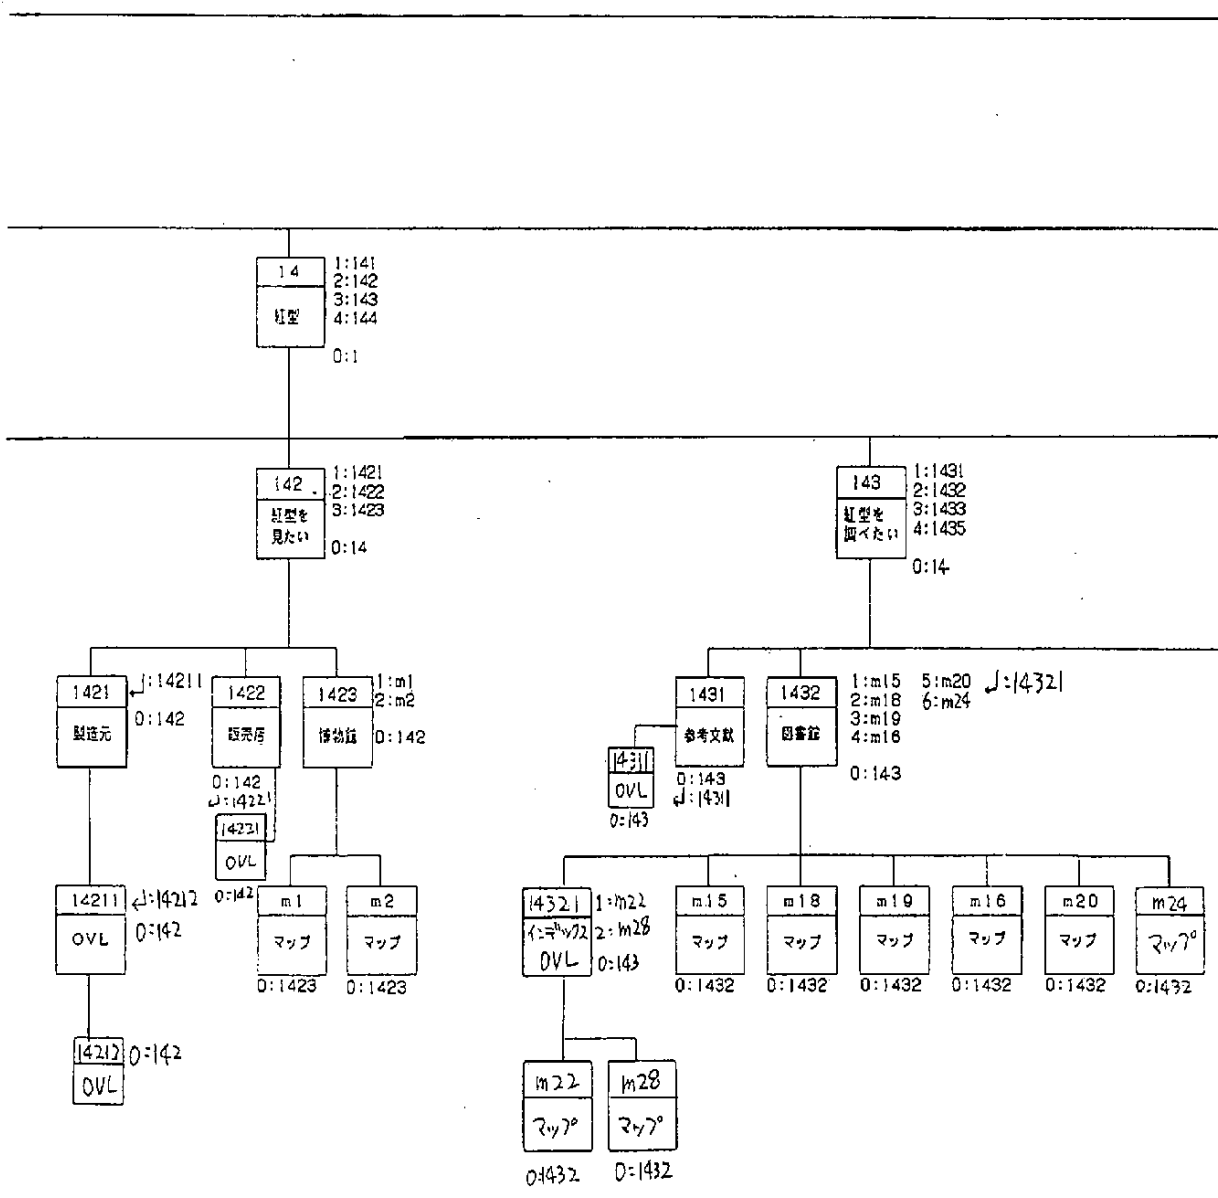 14
紅型
1:141
2:142
3:143
4:144
0:1
142
紅型を
見たい
1:1421
2:1422
3:1423
0:14
143
紅型を
調べたい
1:1431
2:1432
3:1433
4:1435
0:14
1421
製造元
↲:14211
0:142
1422
販売店
0:142
↲:14221
14221
OVL
0:142
1423
博物館
1:m1
2:m2
0:142
1431
参考文献
0:143
↲:14311
14311
OVL
0:143
1432
図書館
1:m15 5:m20 ↲:14321
2:m18 6:m24
3:m19
4:m16
0:143
14211
OVL
↲:14212
0:142
m1
マップ
0:1423
m2
マップ
0:1423
14321
インデックス
OVL
1:m22
2:m28
0:143
m15
マップ
0:1432
m18
マップ
0:1432
m19
マップ
0:1432
m16
マップ
0:1432
m20
マップ
0:1432
m24
マップ
0:1432
14212
OVL
0:142
m22
マップ
0:1432
m28
マップ
0:1432